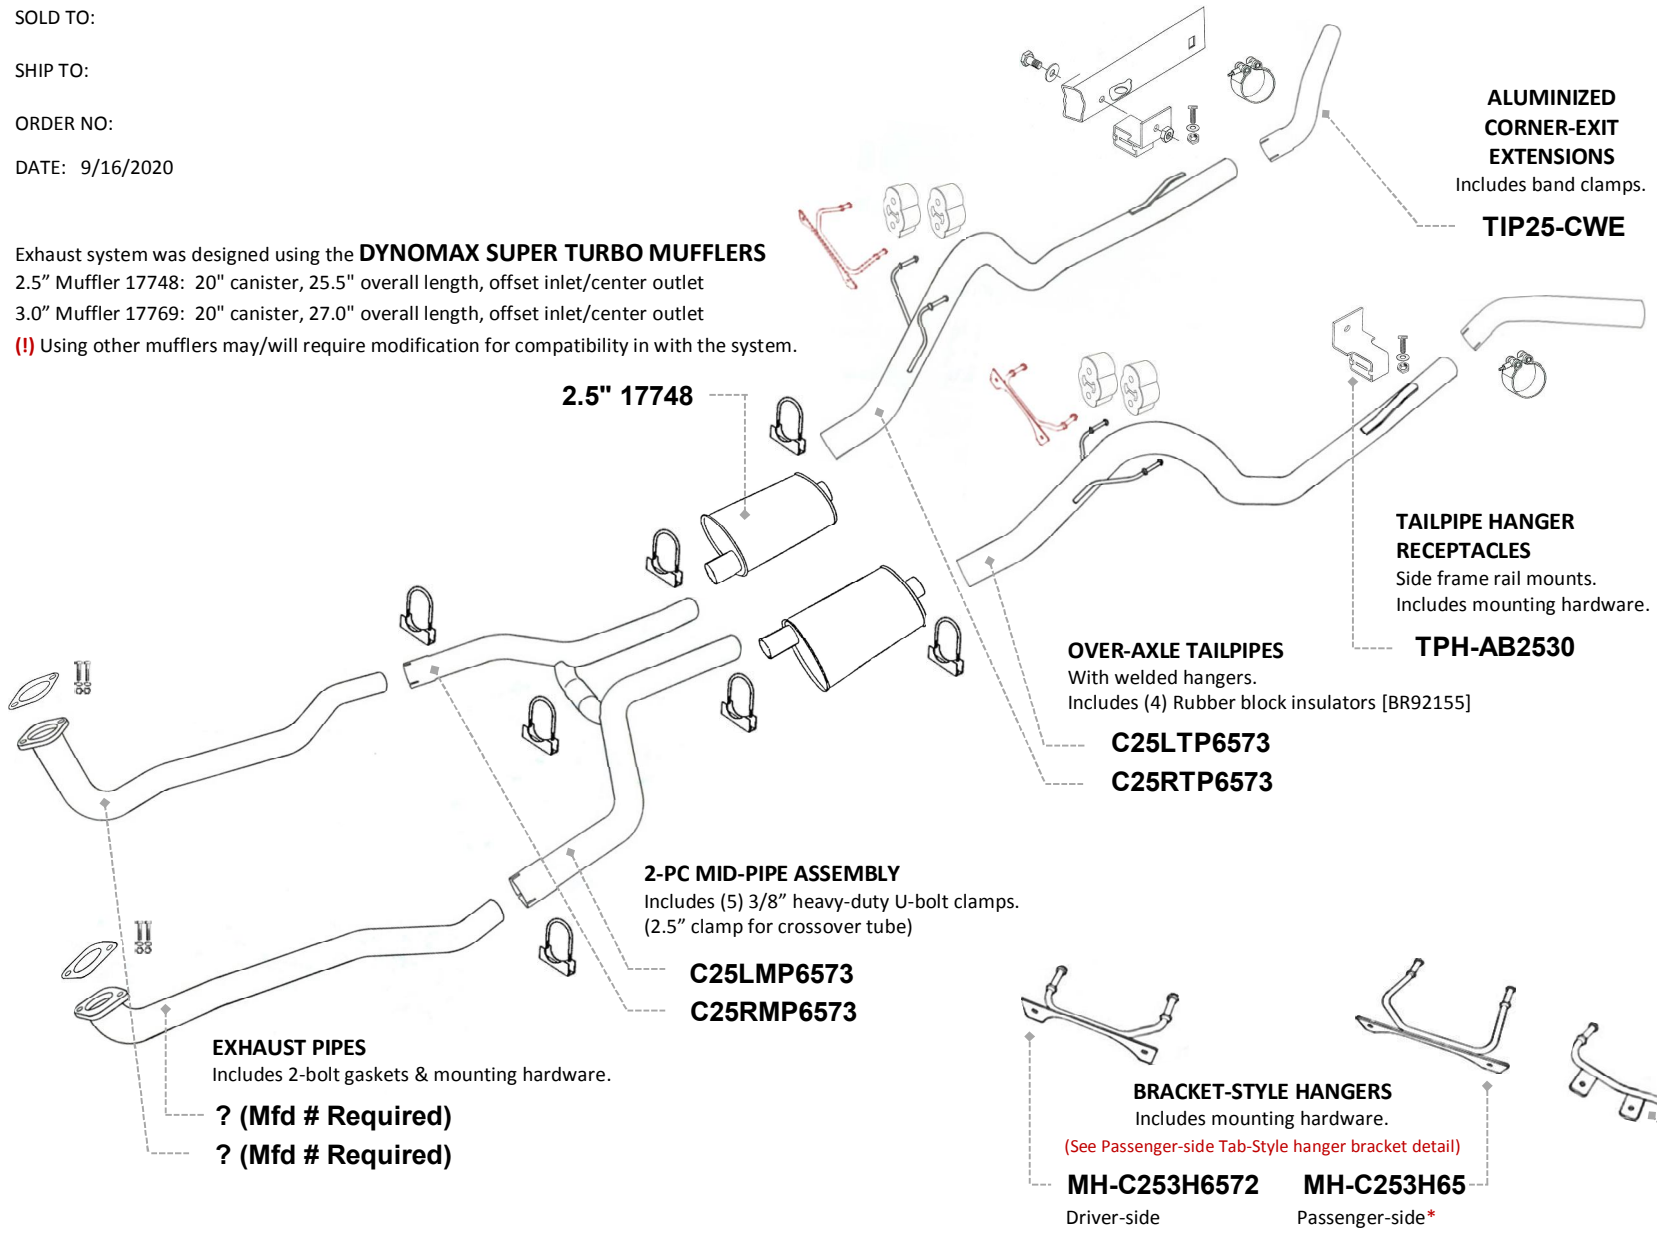 SOLD TO:
SHIP TO:
ORDER NO:
DATE: 9/16/2020
Exhaust system was designed using the DYNOMAX SUPER TURBO MUFFLERS
2.5” Muffler 17748: 20" canister, 25.5" overall length, offset inlet/center outlet
3.0” Muffler 17769: 20" canister, 27.0" overall length, offset inlet/center outlet
(!) Using other mufflers may/will require modification for compatibility in with the system.
2.5" 17748
ALUMINIZED
CORNER-EXIT
EXTENSIONS
Includes band clamps.
TIP25-CWE
TAILPIPE HANGER
RECEPTACLES
Side frame rail mounts.
Includes mounting hardware.
TPH-AB2530
OVER-AXLE TAILPIPES
With welded hangers.
Includes (4) Rubber block insulators [BR92155]
C25LTP6573
C25RTP6573
2-PC MID-PIPE ASSEMBLY
Includes (5) 3/8” heavy-duty U-bolt clamps.
(2.5” clamp for crossover tube)
C25LMP6573
C25RMP6573
EXHAUST PIPES
Includes 2-bolt gaskets & mounting hardware.
? (Mfd # Required)
? (Mfd # Required)
BRACKET-STYLE HANGERS
Includes mounting hardware.
(See Passenger-side Tab-Style hanger bracket detail)
MH-C253H6572 MH-C253H65
Driver-side Passenger-side*